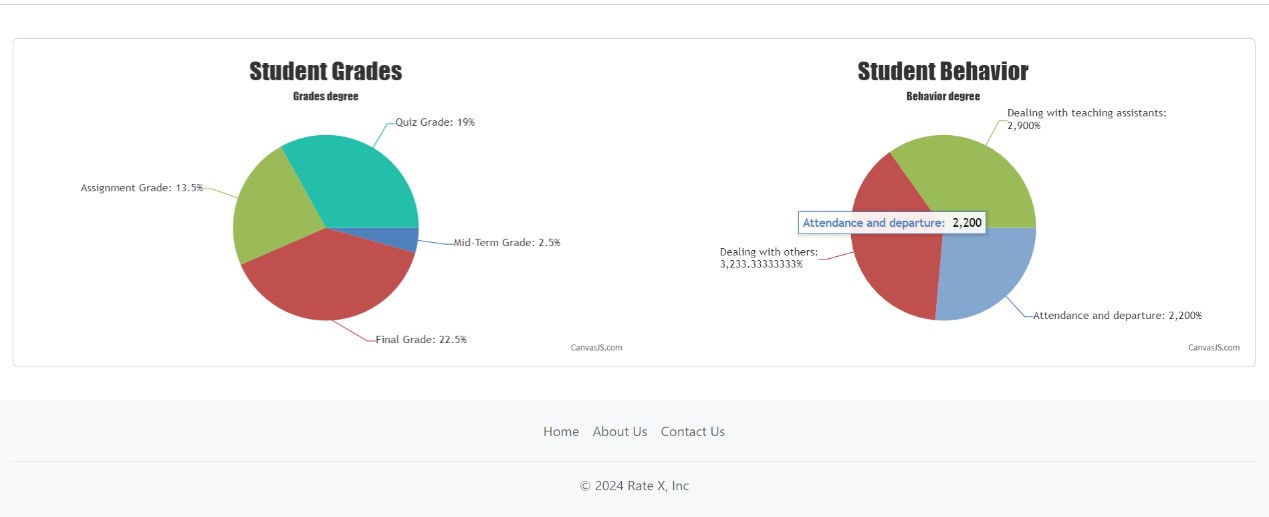 Student Grades
Grades degree
Quiz Grade: 19%
Assignment Grade: 13.5%
Mid-Term Grade: 2.5%
Final Grade: 22.5%
CanvasJS.com
Student Behavior
Behavior degree
Dealing with teaching assistants:
2,900%
Attendance and departure: 2,200
Dealing with others:
3,233.33333333%
Attendance and departure: 2,200%
CanvasJS.com
Home About Us Contact Us
© 2024 Rate X, Inc